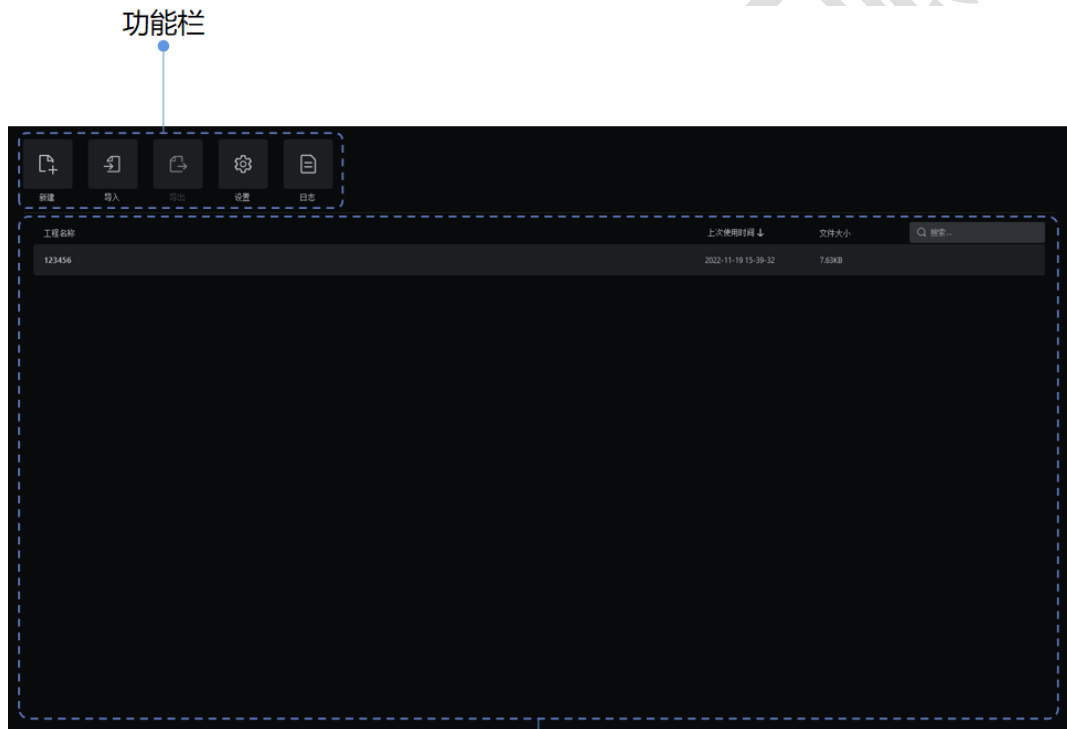 功能栏
新建 导入 导出 设置 日志
工程名称 上次使用时间 文件大小 搜索...
123456 2022-11-19 15-39-32 7.63KB